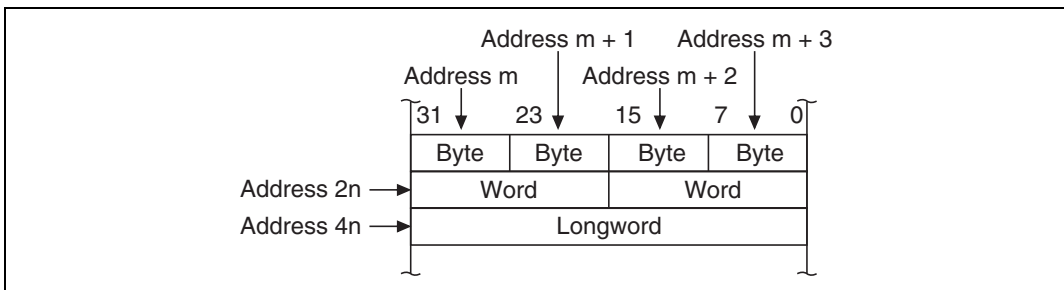 Address m + 1 Address m + 3
Address m Address m + 2
31 23 15 7 0
Byte Byte Byte Byte
Address 2n Word Word
Address 4n Longword